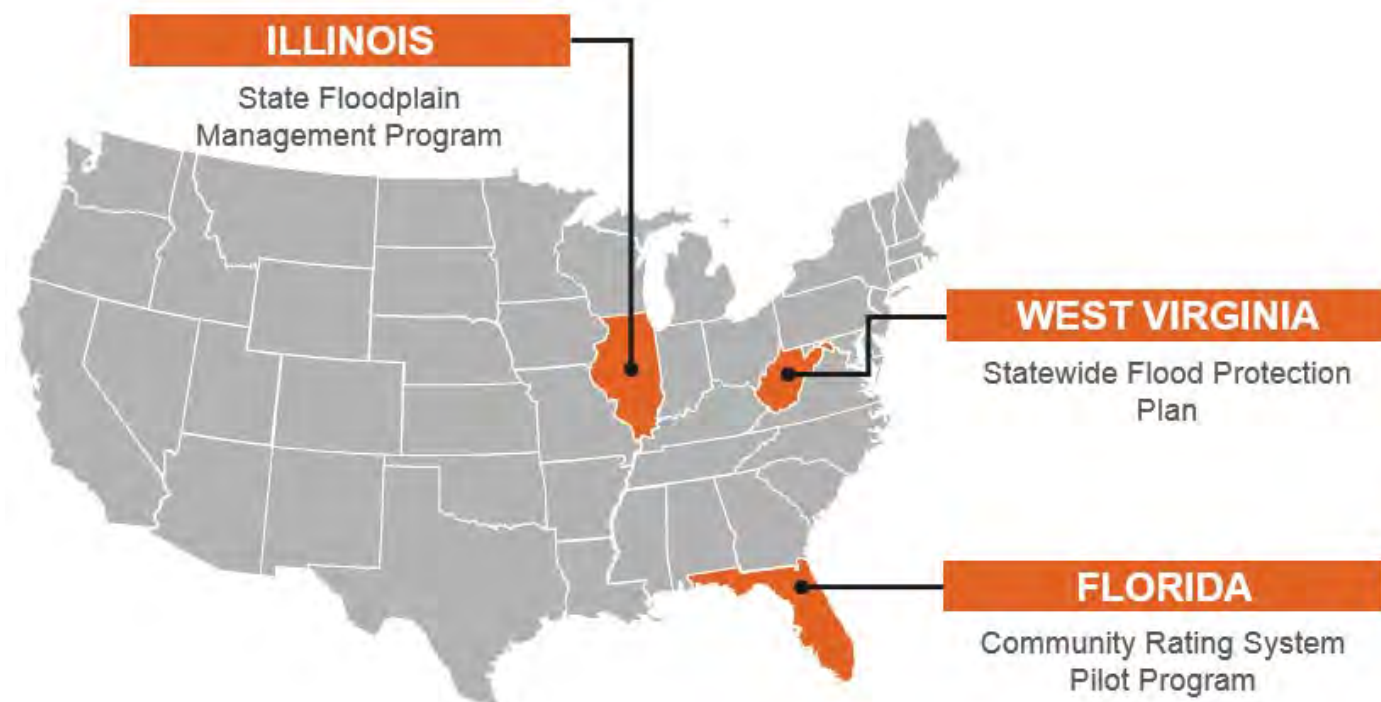 ILLINOIS
State Floodplain
Management Program
WEST VIRGINIA
Statewide Flood Protection
Plan
FLORIDA
Community Rating System
Pilot Program